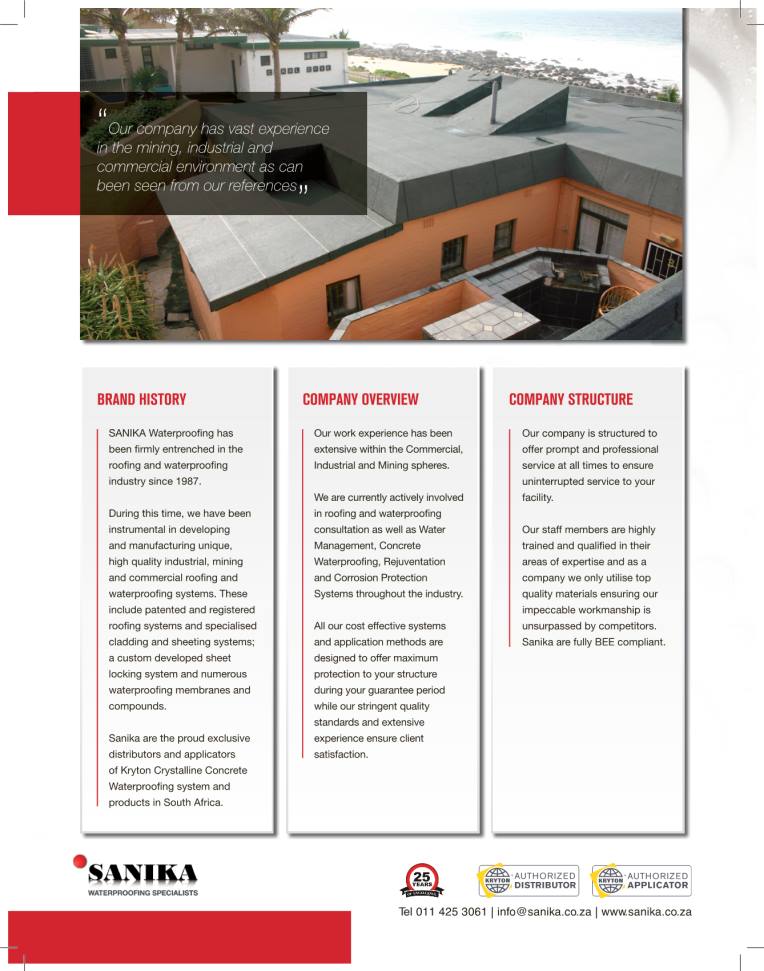 “
Our company has vast experience
in the mining, industrial and
commercial environment as can
been seen from our references”
BRAND HISTORY
SANIKA Waterproofing has
been firmly entrenched in the
roofing and waterproofing
industry since 1987.
During this time, we have been
instrumental in developing
and manufacturing unique,
high quality industrial, mining
and commercial roofing and
waterproofing systems. These
include patented and registered
roofing systems and specialised
cladding and sheeting systems;
a custom developed sheet
locking system and numerous
waterproofing membranes and
compounds.
Sanika are the proud exclusive
distributors and applicators
of Kryton Crystalline Concrete
Waterproofing system and
products in South Africa.
COMPANY OVERVIEW
Our work experience has been
extensive within the Commercial,
Industrial and Mining spheres.
We are currently actively involved
in roofing and waterproofing
consultation as well as Water
Management, Concrete
Waterproofing, Rejuventation
and Corrosion Protection
Systems throughout the industry.
All our cost effective systems
and application methods are
designed to offer maximum
protection to your structure
during your guarantee period
while our stringent quality
standards and extensive
experience ensure client
satisfaction.
COMPANY STRUCTURE
Our company is structured to
offer prompt and professional
service at all times to ensure
uninterrupted service to your
facility.
Our staff members are highly
trained and qualified in their
areas of expertise and as a
company we only utilise top
quality materials ensuring our
impeccable workmanship is
unsurpassed by competitors.
Sanika are fully BEE compliant.
SANIKA
WATERPROOFING SPECIALISTS
25
YEARS
OF EXCELLENCE
KRYTON
AUTHORIZED
DISTRIBUTOR
KRYTON
AUTHORIZED
APPLICATOR
Tel 011 425 3061 | info@sanika.co.za | www.sanika.co.za